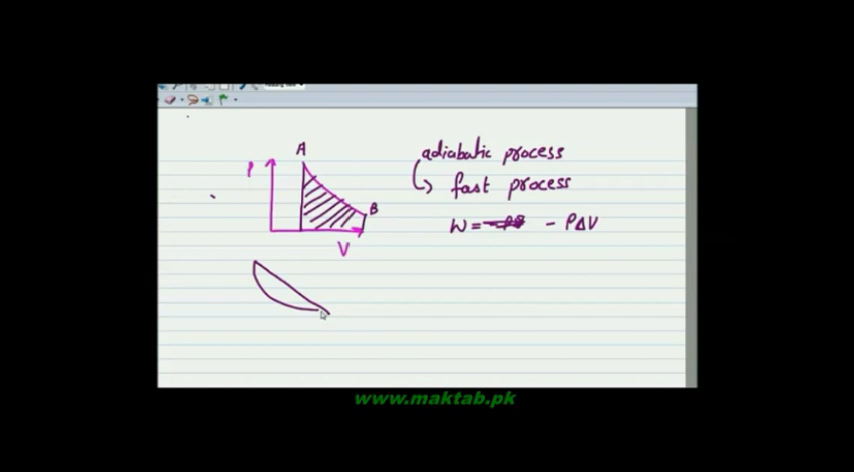 A
adiabatic process
P
fast process
B
W = - PΔV
V
www.maktab.pk